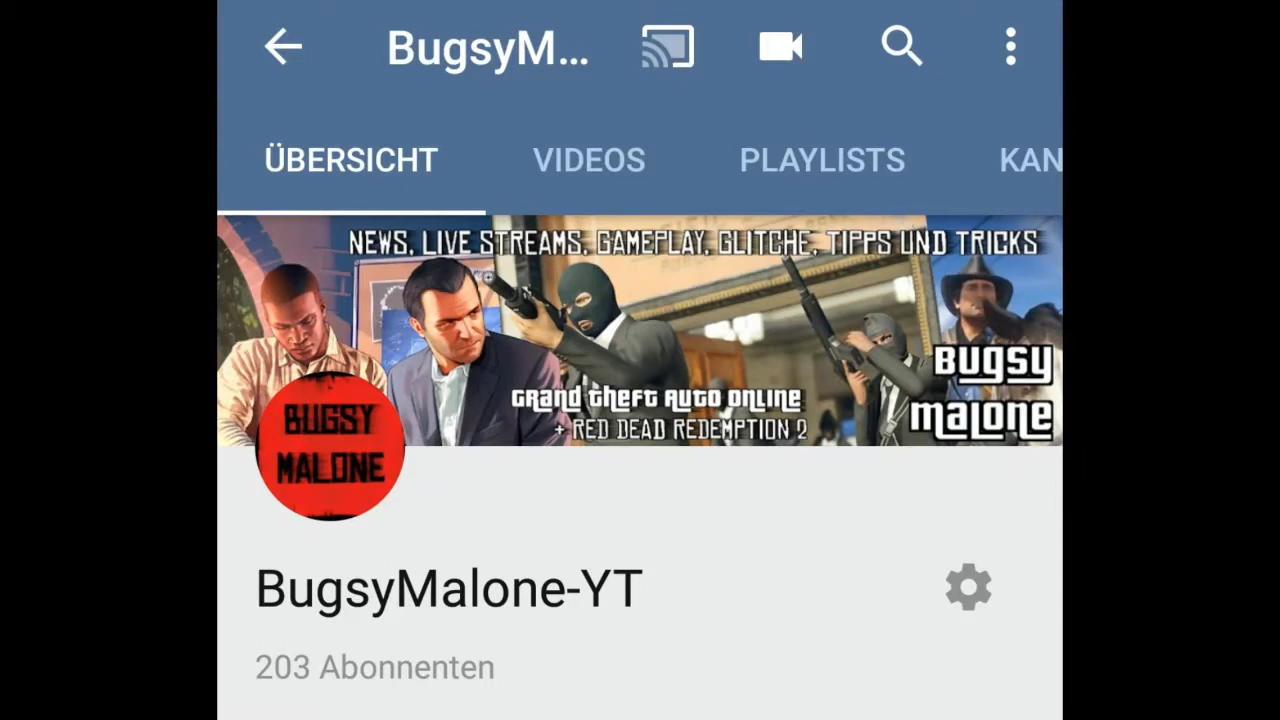 BugsyM...
ÜBERSICHT VIDEOS PLAYLISTS KAN
NEWS, LIVE STREAMS, GAMEPLAY, GLITCHE, TIPPS UND TRICKS
GRAND THEFT AUTO ONLINE
+ RED DEAD REDEMPTION 2
BUGSY
MALONE
BUGSY
MALONE
BugsyMalone-YT
203 Abonnenten